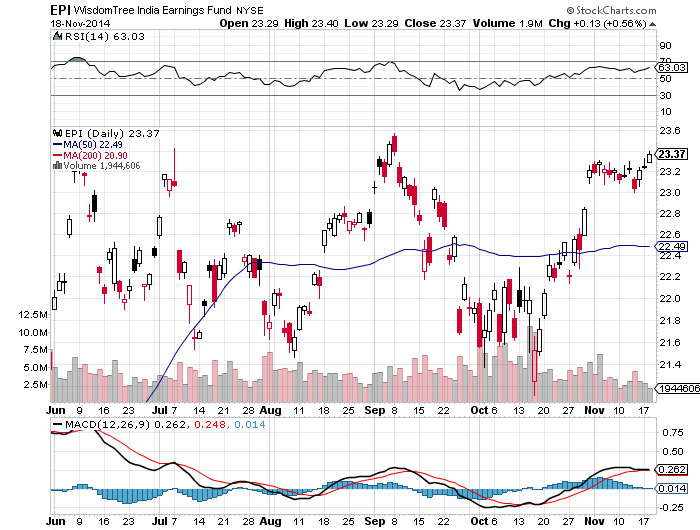 EPI WisdomTree India Earnings Fund NYSE © StockCharts.com
18-Nov-2014 Open 23.29 High 23.40 Low 23.29 Close 23.37 Volume 1.9M Chg +0.13 (+0.56%)
RSI(14) 63.03
90
70
63.03
50
30
10
EPI (Daily) 23.37
MA(50) 22.49
MA(200) 20.90
Volume 1,944,606
23.6
23.37
23.2
23.0
22.8
22.6
22.49
22.4
22.2
22.0
21.8
21.6
21.4
1944606
12.5M
10.0M
7.5M
5.0M
2.5M
Jun 9 16 23 Jul 7 14 21 28 Aug 11 18 25 Sep 8 15 22 Oct 6 13 20 27 Nov 10 17
MACD(12,26,9) 0.262, 0.248, 0.014
0.75
0.50
0.262
0.014
-0.25
Jun 9 16 23 Jul 7 14 21 28 Aug 11 18 25 Sep 8 15 22 Oct 6 13 20 27 Nov 10 17